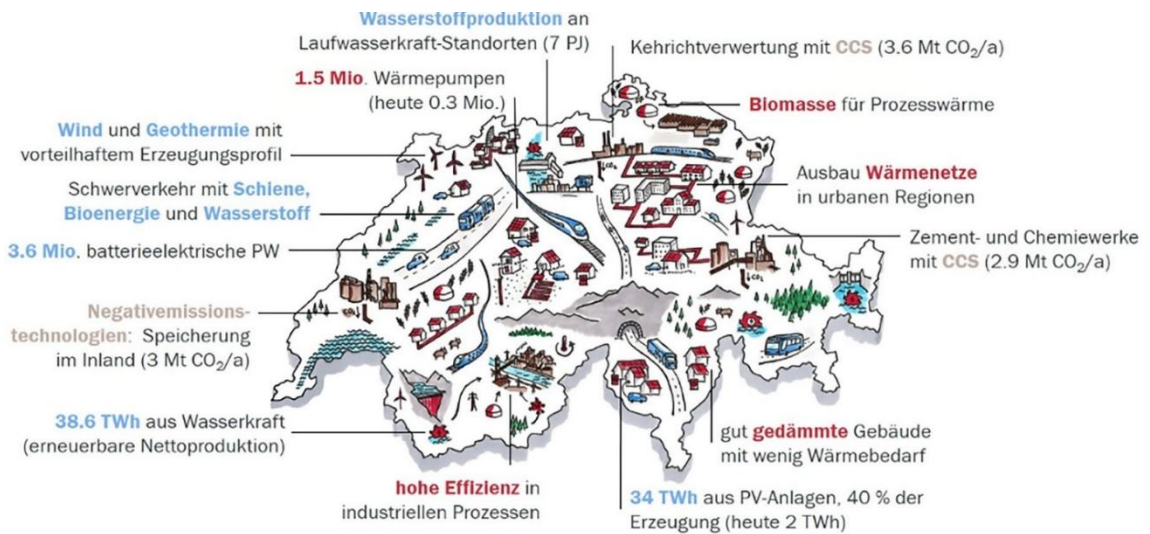 Wasserstoffproduktion an
Laufwasserkraft-Standorten (7 PJ)
1.5 Mio. Wärmepumpen
(heute 0.3 Mio.)
Wind und Geothermie mit
vorteilhaftem Erzeugungsprofil
Schwerverkehr mit Schiene,
Bioenergie und Wasserstoff
3.6 Mio. batterieelektrische PW
Negativemissions-
technologien: Speicherung
im Inland (3 Mt CO₂/a)
38.6 TWh aus Wasserkraft
(erneuerbare Nettoproduktion)
hohe Effizienz in
industriellen Prozessen
Kehrichtverwertung mit CCS (3.6 Mt CO₂/a)
Biomasse für Prozesswärme
Ausbau Wärmenetze
in urbanen Regionen
Zement- und Chemiewerke
mit CCS (2.9 Mt CO₂/a)
gut gedämmte Gebäude
mit wenig Wärmebedarf
34 TWh aus PV-Anlagen, 40 % der
Erzeugung (heute 2 TWh)
CO₂
CO₂